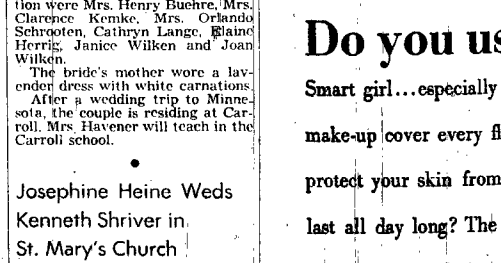 tion were Mrs. Henry Buehre, Mrs.
Clarence Kemke, Mrs. Orlando
Schrooten, Cathryn Lange, Elaine
Herrig, Janice Wilken and Joan
Wilken.
The bride's mother wore a lav-
ender dress with white carnations.
After a wedding trip to Minne-
sota, the couple is residing at Car-
roll. Mrs. Havener will teach in the
Carroll school.
Josephine Heine Weds
Kenneth Shriver in
St. Mary's Church
Do you us
Smart girl...especially
make-up cover every fl
protect your skin from
last all day long? The